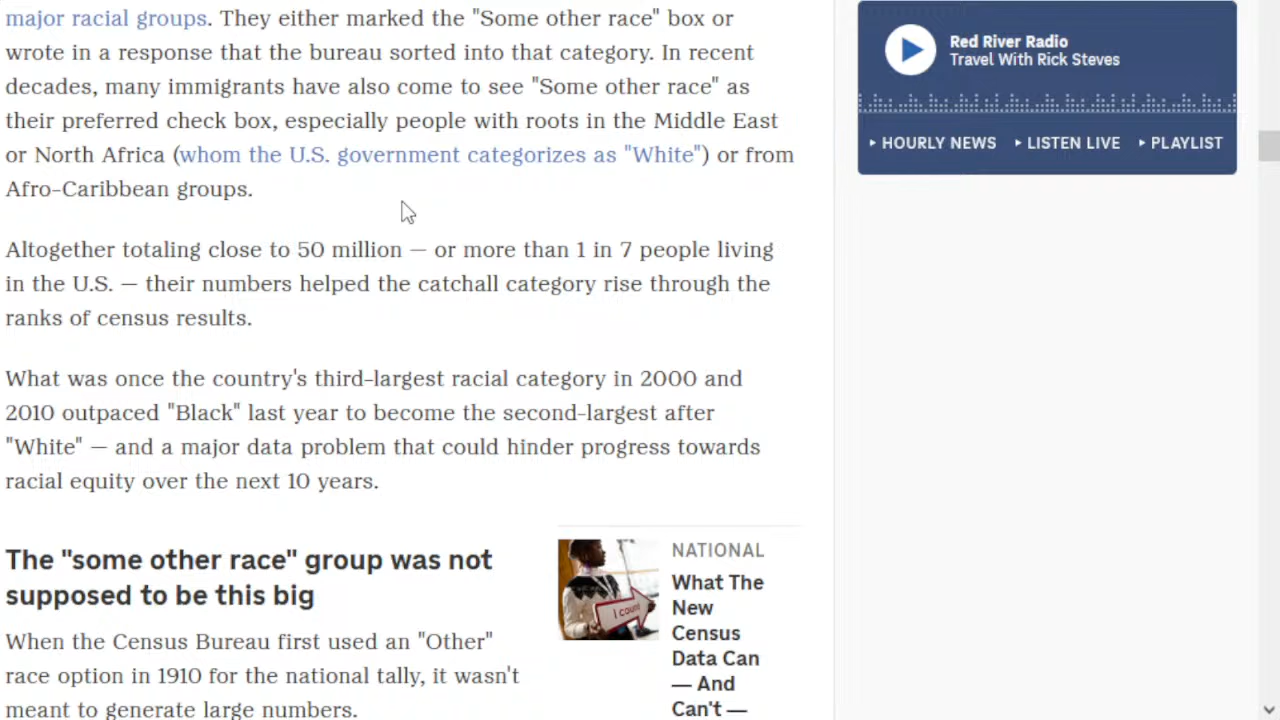 major racial groups. They either marked the "Some other race" box or
wrote in a response that the bureau sorted into that category. In recent
decades, many immigrants have also come to see "Some other race" as
their preferred check box, especially people with roots in the Middle East
or North Africa (whom the U.S. government categorizes as "White") or from
Afro-Caribbean groups.
Altogether totaling close to 50 million — or more than 1 in 7 people living
in the U.S. — their numbers helped the catchall category rise through the
ranks of census results.
What was once the country's third-largest racial category in 2000 and
2010 outpaced "Black" last year to become the second-largest after
"White" — and a major data problem that could hinder progress towards
racial equity over the next 10 years.
The "some other race" group was not
supposed to be this big
When the Census Bureau first used an "Other"
race option in 1910 for the national tally, it wasn't
meant to generate large numbers.
I count
NATIONAL
What The
New
Census
Data Can
— And
Can't —
Red River Radio
Travel With Rick Steves
HOURLY NEWS LISTEN LIVE PLAYLIST